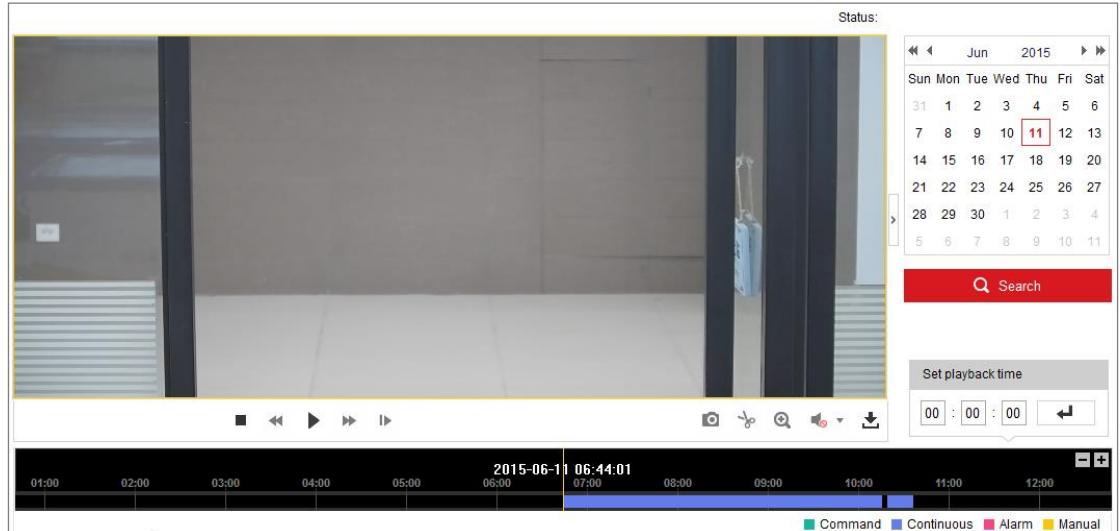 Status:
Jun 2015
Sun Mon Tue Wed Thu Fri Sat
31 1 2 3 4 5 6
7 8 9 10 11 12 13
14 15 16 17 18 19 20
21 22 23 24 25 26 27
28 29 30 1 2 3 4
5 6 7 8 9 10 11
Search
Set playback time
00 : 00 : 00
2015-06-11 06:44:01
01:00 02:00 03:00 04:00 05:00 06:00 07:00 08:00 09:00 10:00 11:00 12:00
Command Continuous Alarm Manual